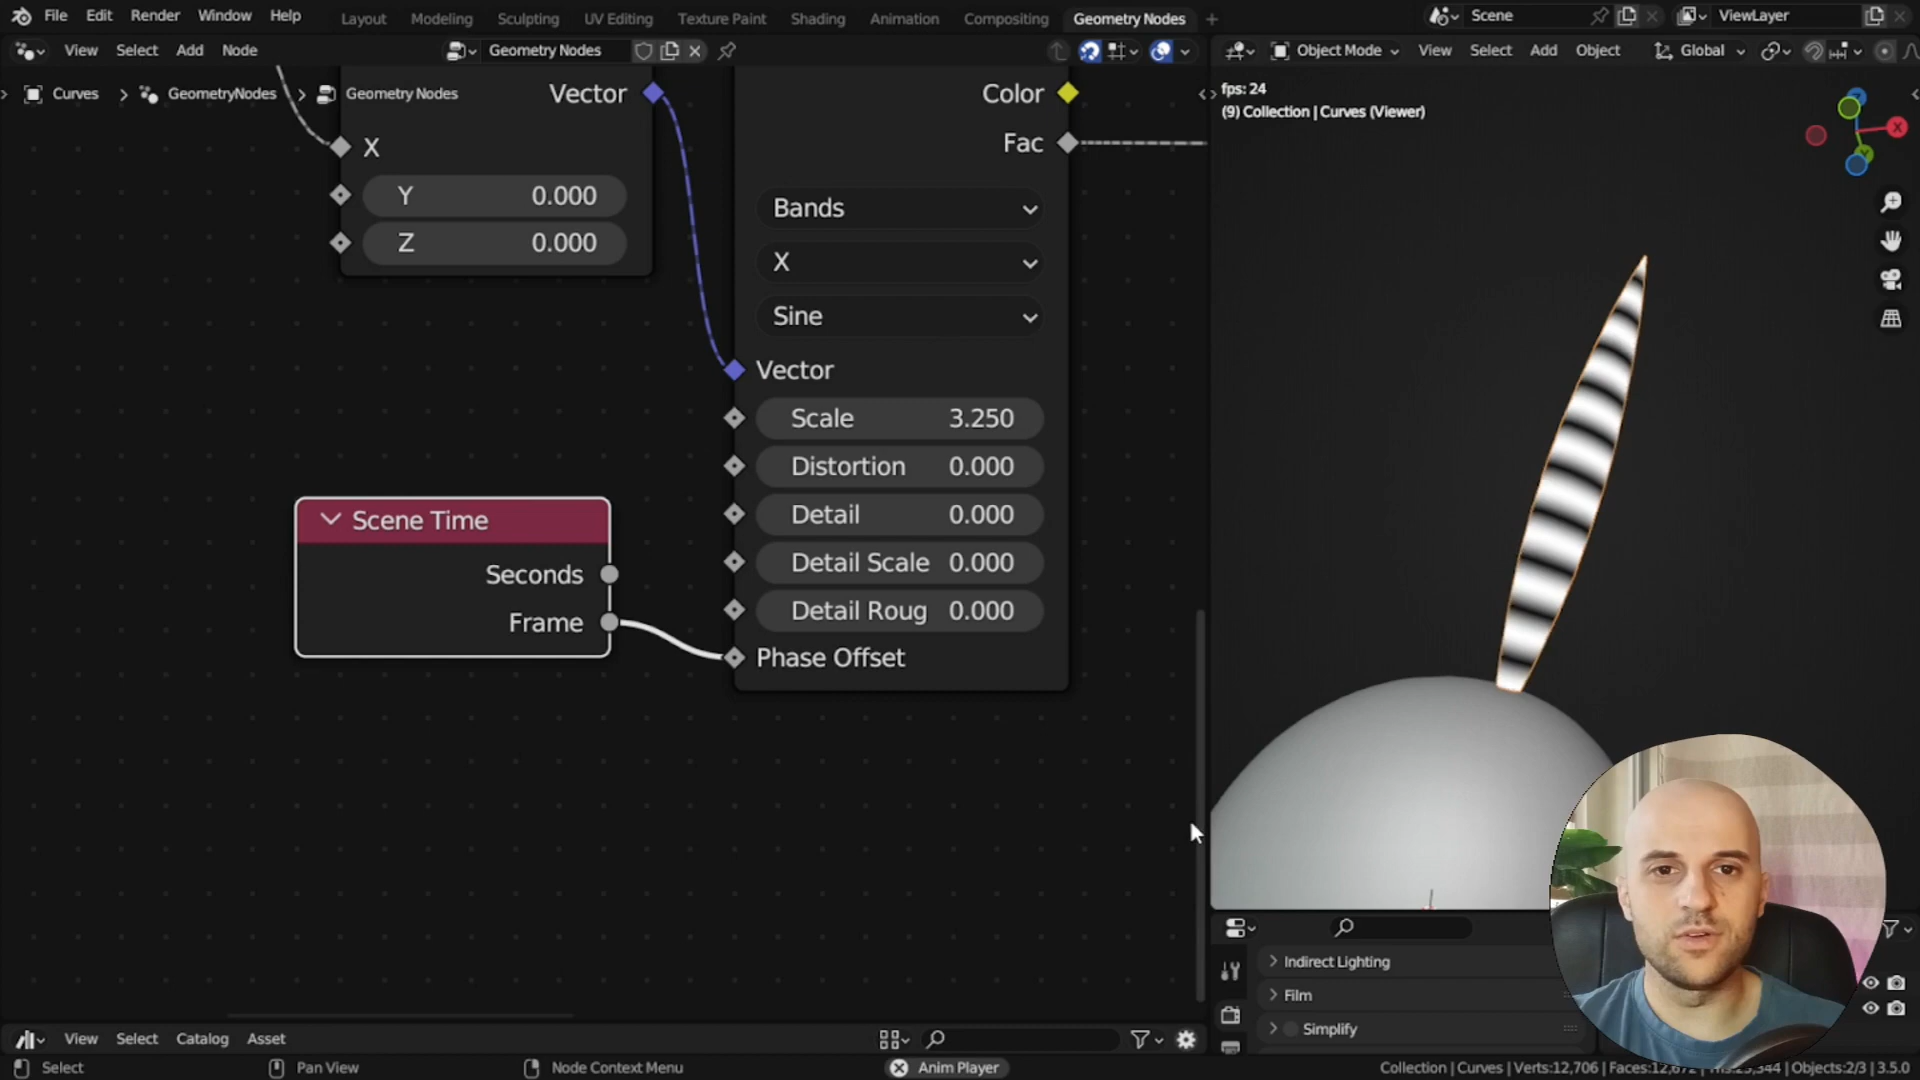 File Edit Render Window Help Layout Modeling Sculpting UV Editing Texture Paint Shading Animation Rendering Compositing Geometry Nodes + Scene ViewLayer
View Select Add Node Geometry Nodes Object Mode View Select Add Object Global
Curves > GeometryNodes > Geometry Nodes
Vector
X
Y 0.000
Z 0.000
Color
Fac
Bands
X
Sine
Vector
Scale 3.250
Distortion 0.000
Detail 0.000
Detail Scale 0.000
Detail Roug 0.000
Phase Offset
Scene Time
Seconds
Frame
fps: 24
(9) Collection | Curves (Viewer)
X
Indirect Lighting
Film
Simplify
View Select Catalog Asset
Select Pan View Node Context Menu Anim Player Collection | Curves | Verts:12,706 | Objects:2/3 | 3.5.0